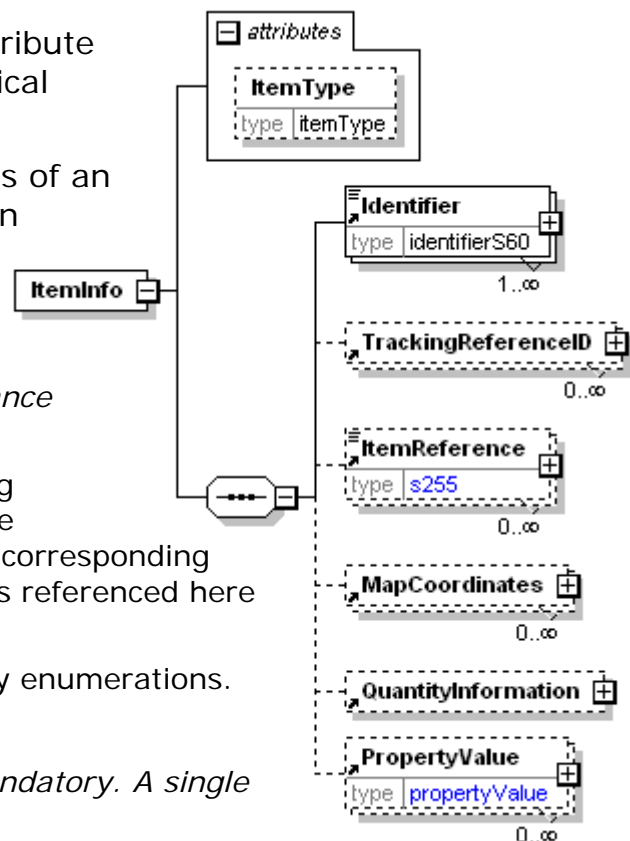 ribute
ical
s of an
n
nce
g
e
corresponding
s referenced here
y enumerations.
ndatory. A single
attributes
ItemType
type itemType
ItemInfo
Identifier
type identifierS60
1..∞
TrackingReferenceID
0..∞
ItemReference
type s255
0..∞
MapCoordinates
0..∞
QuantityInformation
PropertyValue
type propertyValue
0..∞